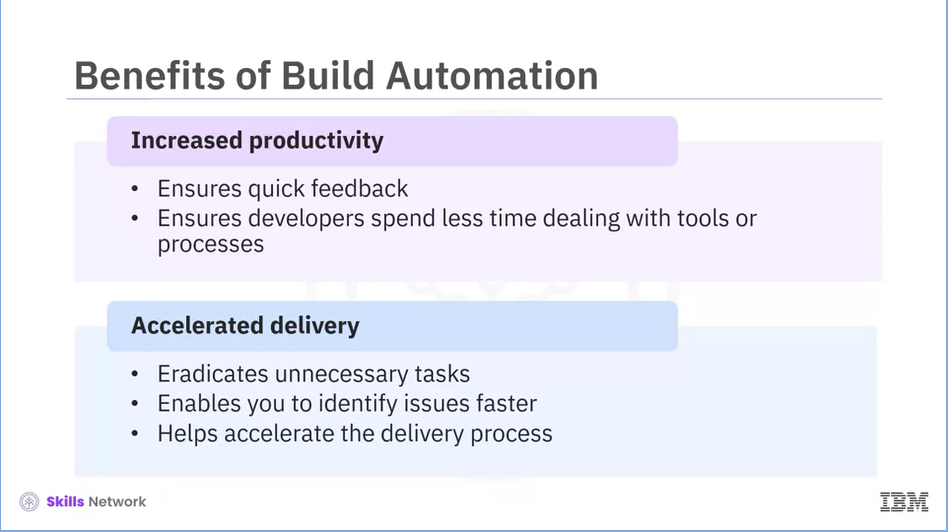 Benefits of Build Automation
Increased productivity
• Ensures quick feedback
• Ensures developers spend less time dealing with tools or
processes
Accelerated delivery
• Eradicates unnecessary tasks
• Enables you to identify issues faster
• Helps accelerate the delivery process
Skills Network
IBM